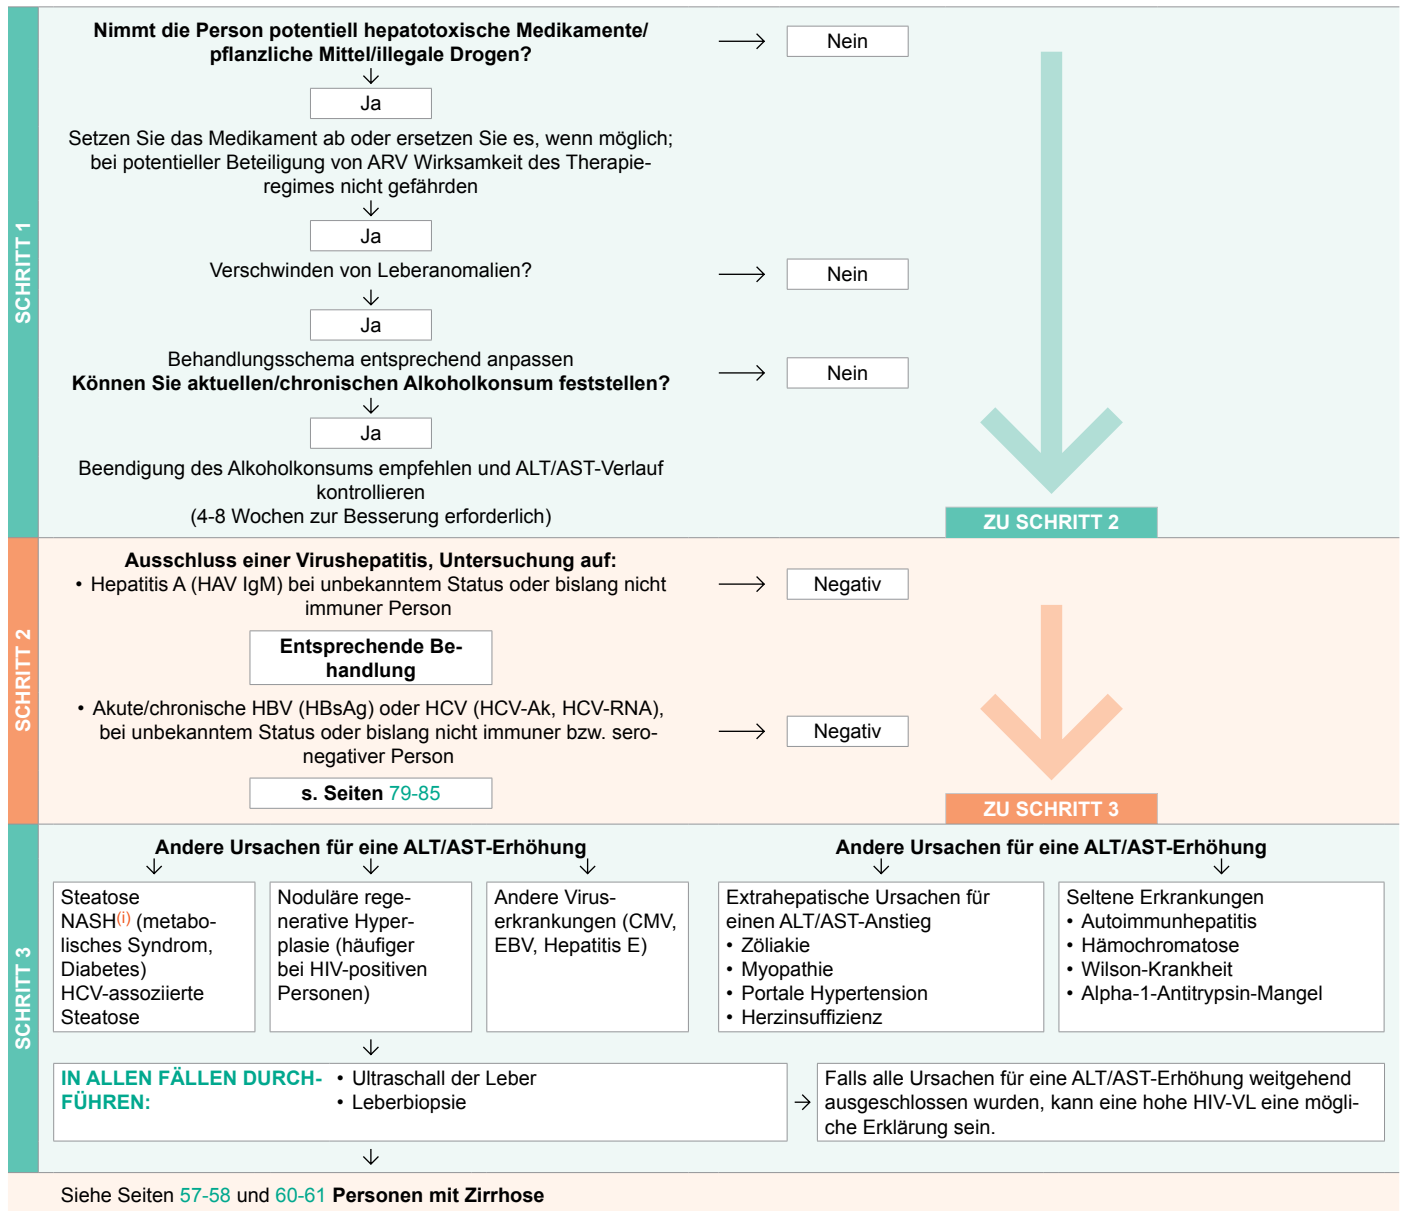 SCHRITT 1
Nimmt die Person potentiell hepatotoxische Medikamente/
pflanzliche Mittel/illegale Drogen?
Nein
Ja
Setzen Sie das Medikament ab oder ersetzen Sie es, wenn möglich;
bei potentieller Beteiligung von ARV Wirksamkeit des Therapie-
regimes nicht gefährden
Ja
Verschwinden von Leberanomalien?
Nein
Ja
Behandlungsschema entsprechend anpassen
Können Sie aktuellen/chronischen Alkoholkonsum feststellen?
Nein
Ja
Beendigung des Alkoholkonsums empfehlen und ALT/AST-Verlauf
kontrollieren
(4-8 Wochen zur Besserung erforderlich)
ZU SCHRITT 2
SCHRITT 2
Ausschluss einer Virushepatitis, Untersuchung auf:
• Hepatitis A (HAV IgM) bei unbekanntem Status oder bislang nicht
immuner Person
Negativ
Entsprechende Be-
handlung
• Akute/chronische HBV (HBsAg) oder HCV (HCV-Ak, HCV-RNA),
bei unbekanntem Status oder bislang nicht immuner bzw. sero-
negativer Person
Negativ
s. Seiten 79-85
ZU SCHRITT 3
SCHRITT 3
Andere Ursachen für eine ALT/AST-Erhöhung
Steatose
NASH(i) (metabo-
lisches Syndrom,
Diabetes)
HCV-assoziierte
Steatose
Noduläre rege-
nerative Hyper-
plasie (häufiger
bei HIV-positiven
Personen)
Andere Virus-
erkrankungen (CMV,
EBV, Hepatitis E)
Andere Ursachen für eine ALT/AST-Erhöhung
Extrahepatische Ursachen für
einen ALT/AST-Anstieg
• Zöliakie
• Myopathie
• Portale Hypertension
• Herzinsuffizienz
Seltene Erkrankungen
• Autoimmunhepatitis
• Hämochromatose
• Wilson-Krankheit
• Alpha-1-Antitrypsin-Mangel
IN ALLEN FÄLLEN DURCH-
FÜHREN:
• Ultraschall der Leber
• Leberbiopsie
Falls alle Ursachen für eine ALT/AST-Erhöhung weitgehend
ausgeschlossen wurden, kann eine hohe HIV-VL eine mögli-
che Erklärung sein.
Siehe Seiten 57-58 und 60-61 Personen mit Zirrhose